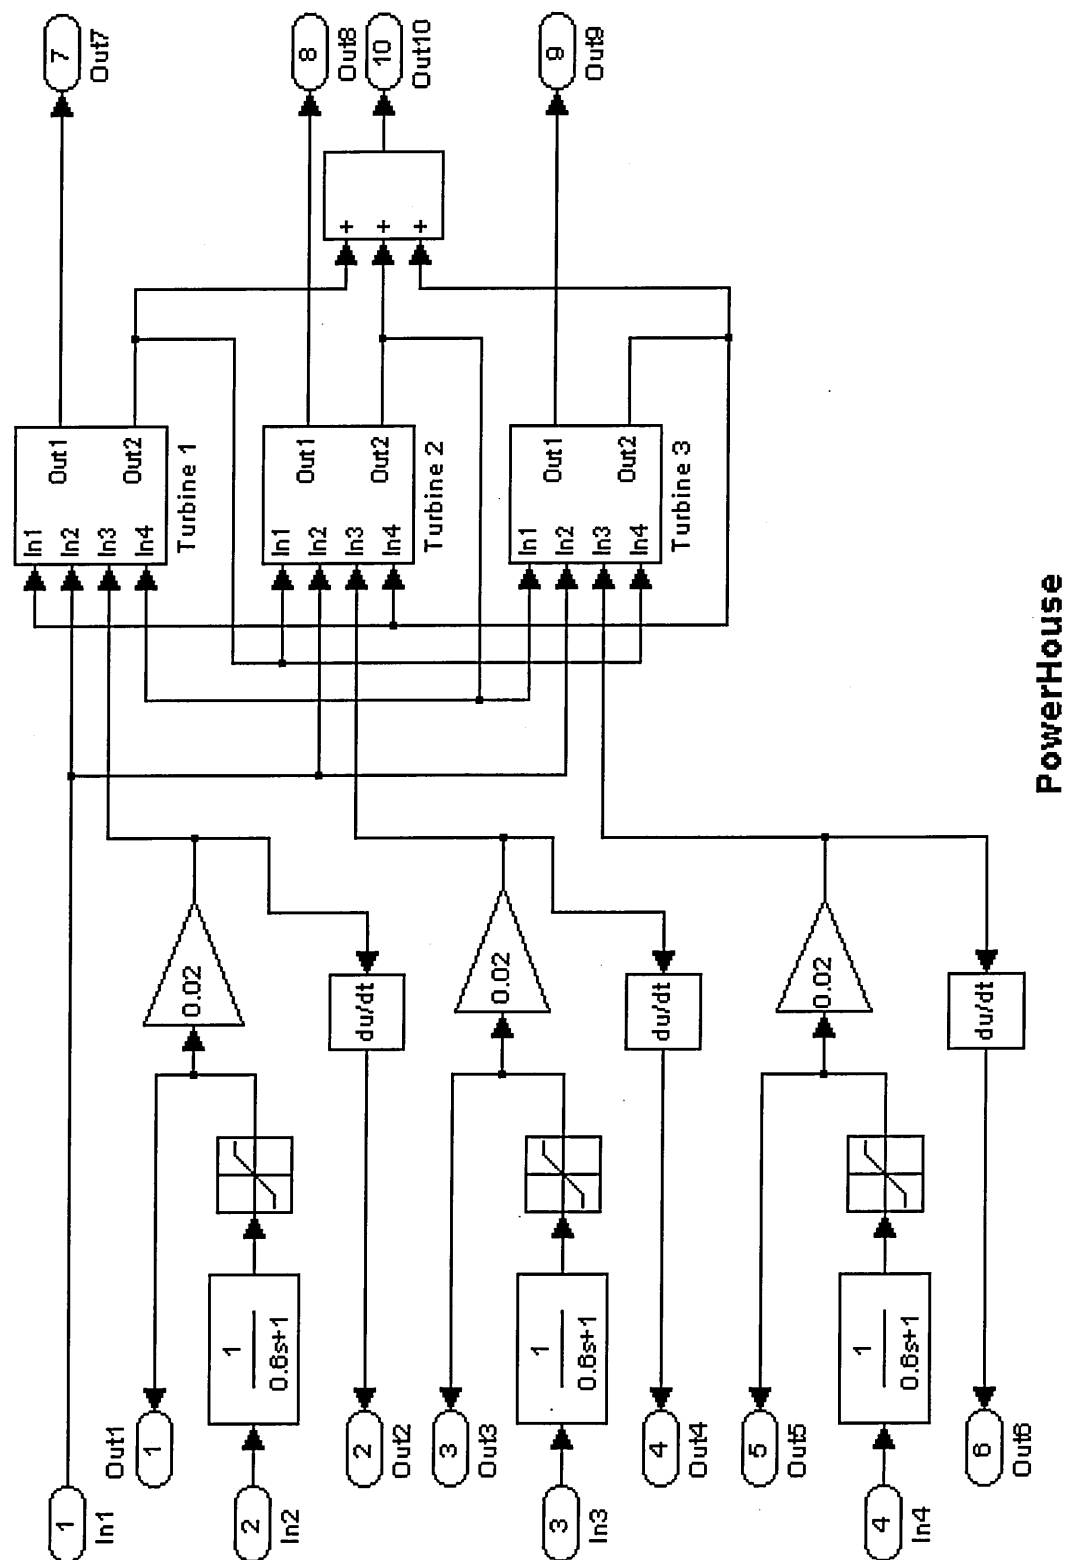 1
In1
Out1
1
2
In2
1
0.6s+1
0.02
du/dt
2
Out2
3
Out3
3
In3
1
0.6s+1
0.02
du/dt
4
Out4
5
Out5
4
In4
1
0.6s+1
0.02
du/dt
6
Out6
In1
In2
In3
In4
Out1
Out2
Turbine 1
In1
In2
In3
In4
Out1
Out2
Turbine 2
In1
In2
In3
In4
Out1
Out2
Turbine 3
+
+
+
7
Out7
8
Out8
10
Out10
9
Out9
PowerHouse